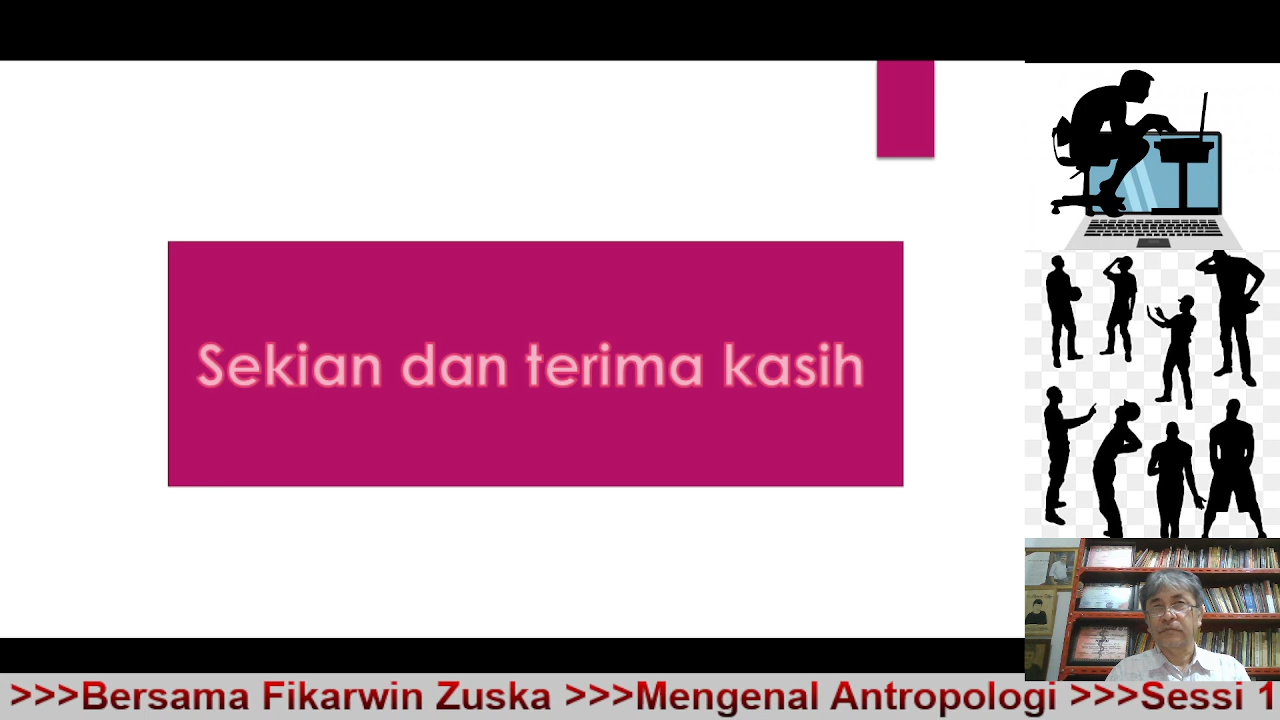 Sekian dan terima kasih
>>>Bersama Fikarwin Zuska >>>Mengenal Antropologi >>>Sessi 1